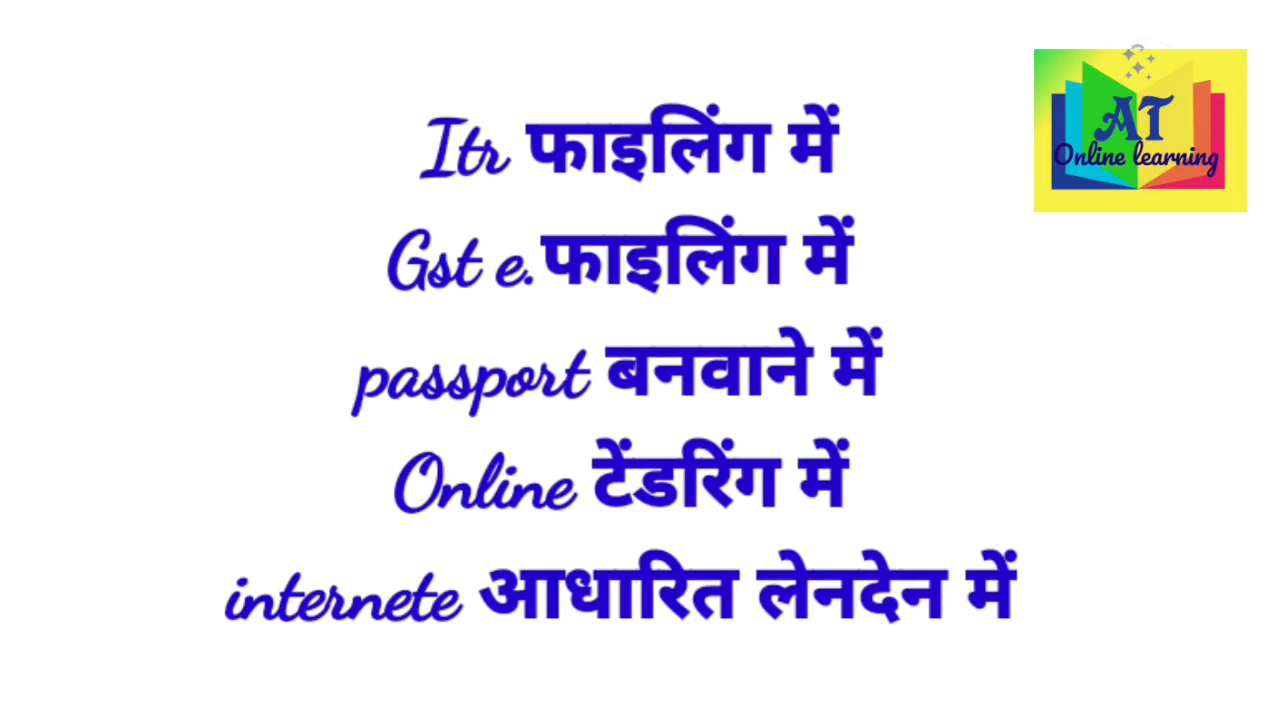 Itr फाइलिंग में
Gst e.फाइलिंग में
passport बनवाने में
Online टेंडरिंग में
internete आधारित लेनदेन में
AT
Online learning